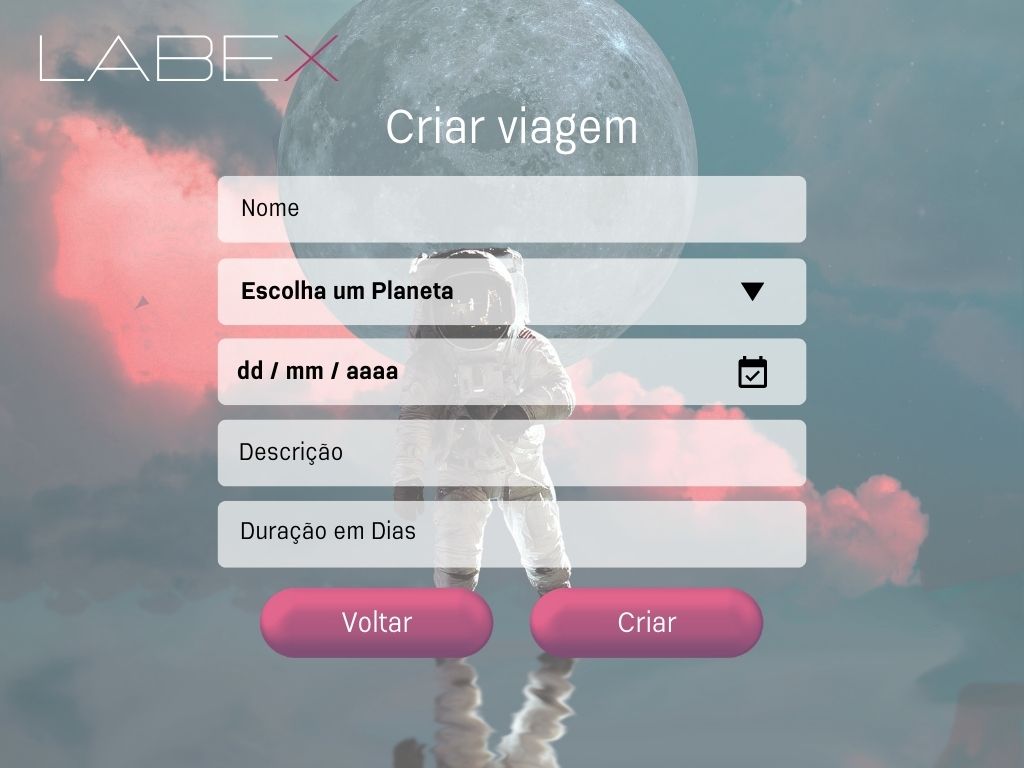 LABEX
Criar viagem
Nome
Escolha um Planeta
dd / mm / aaaa
Descrição
Duração em Dias
Voltar
Criar